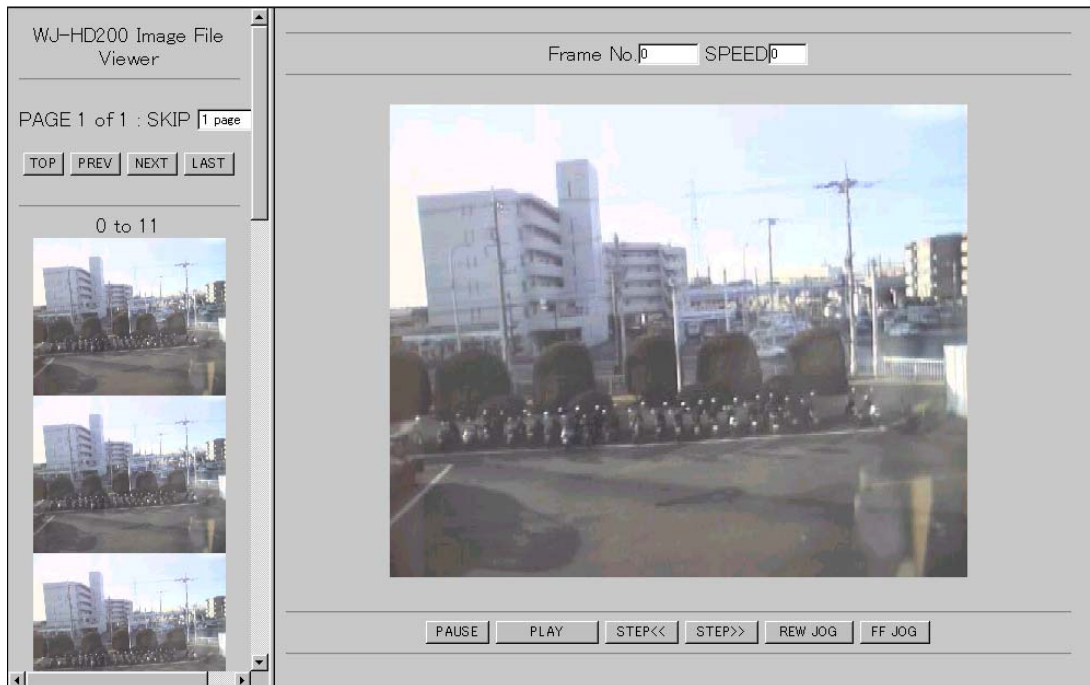 WJ-HD200 Image File
Viewer
PAGE 1 of 1 : SKIP 1 page
TOP PREV NEXT LAST
0 to 11
Frame No. 0 SPEED 0
PAUSE PLAY STEP<< STEP>> REW JOG FF JOG